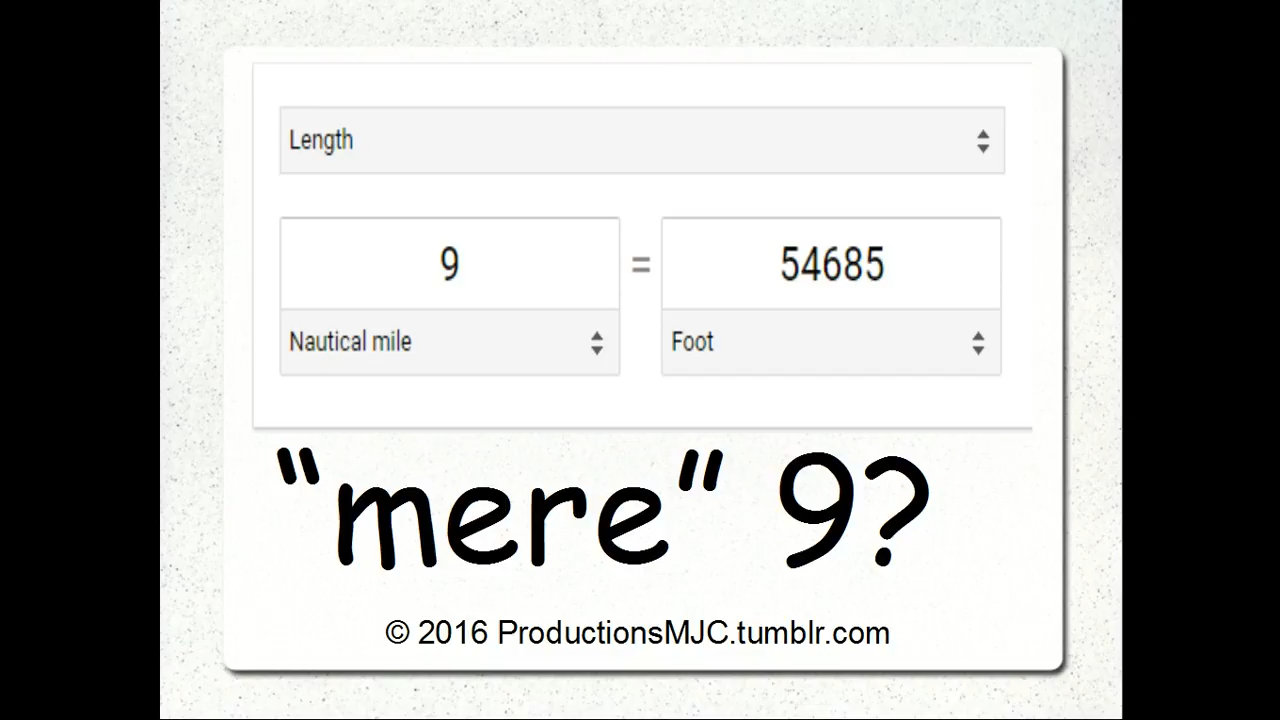 Length
9 = 54685
Nautical mile Foot
“mere” 9?
© 2016 ProductionsMJC.tumblr.com